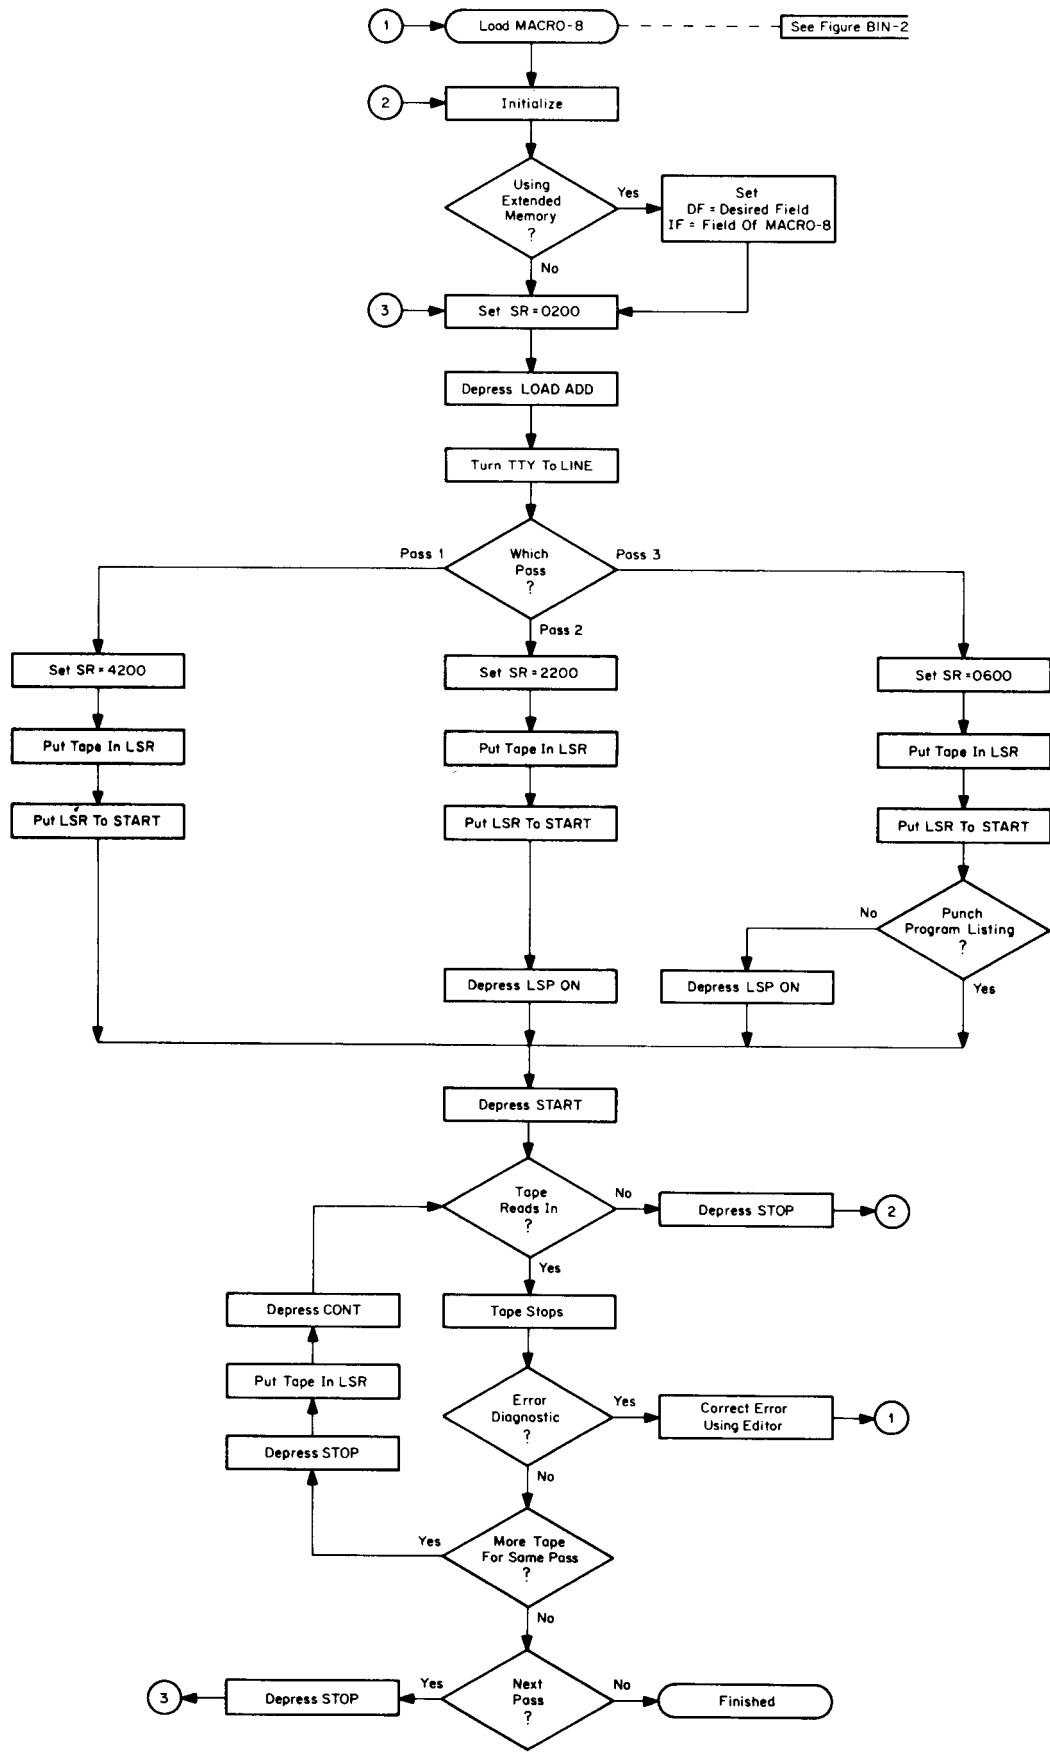 1
Load MACRO-8
See Figure BIN-2
2
Initialize
Using
Extended
Memory
?
Yes
Set
DF = Desired Field
IF = Field Of MACRO-8
No
3
Set SR=0200
Depress LOAD ADD
Turn TTY To LINE
Pass 1
Which
Pass
?
Pass 3
Pass 2
Set SR=4200
Set SR=2200
Set SR=0600
Put Tape In LSR
Put Tape In LSR
Put Tape In LSR
Put LSR To START
Put LSR To START
Put LSR To START
No
Punch
Program Listing
?
Yes
Depress LSP ON
Depress LSP ON
Depress START
Tape
Reads In
?
No
Depress STOP
2
Yes
Depress CONT
Tape Stops
Put Tape In LSR
Error
Diagnostic
?
Yes
Correct Error
Using Editor
1
Depress STOP
No
Yes
More Tape
For Same Pass
?
No
3
Depress STOP
Yes
Next
Pass
?
No
Finished